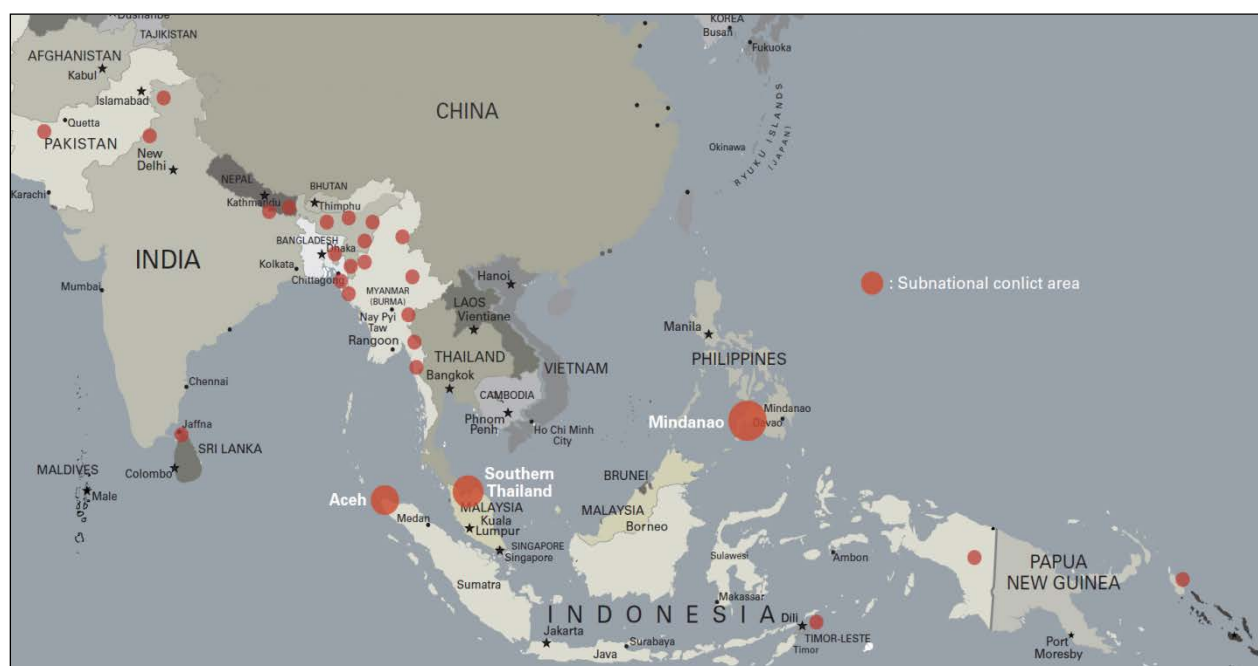 Dushanbe
TAJIKISTAN
KOREA
Busan
Fukuoka
AFGHANISTAN
Kabul
Islamabad
CHINA
Quetta
PAKISTAN
RYUKU ISLANDS
(JAPAN)
Okinawa
New
Delhi
NEPAL
Kathmandu
BHUTAN
Thimphu
Karachi
BANGLADESH
Dhaka
INDIA
Kolkata
Chittagong
Hanoi
Mumbai
MYANMAR
(BURMA)
Nay Pyi
Taw
Rangoon
LAOS
Vientiane
: Subnational conlict area
Manila
PHILIPPINES
THAILAND
Bangkok
VIETNAM
Chennai
CAMBODIA
Phnom
Penh
Ho Chi Minh
City
Mindanao
Mindanao
Davao
Jaffna
SRI LANKA
Colombo
MALDIVES
Male
Aceh
Southern
Thailand
BRUNEI
MALAYSIA
Kuala
Lumpur
Medan
MALAYSIA
Borneo
SINGAPORE
Singapore
Sulawesi
Ambon
PAPUA
NEW GUINEA
Sumatra
Makassar
INDONESIA
Dili
TIMOR-LESTE
Timor
Jakarta
Java
Surabaya
Port
Moresby